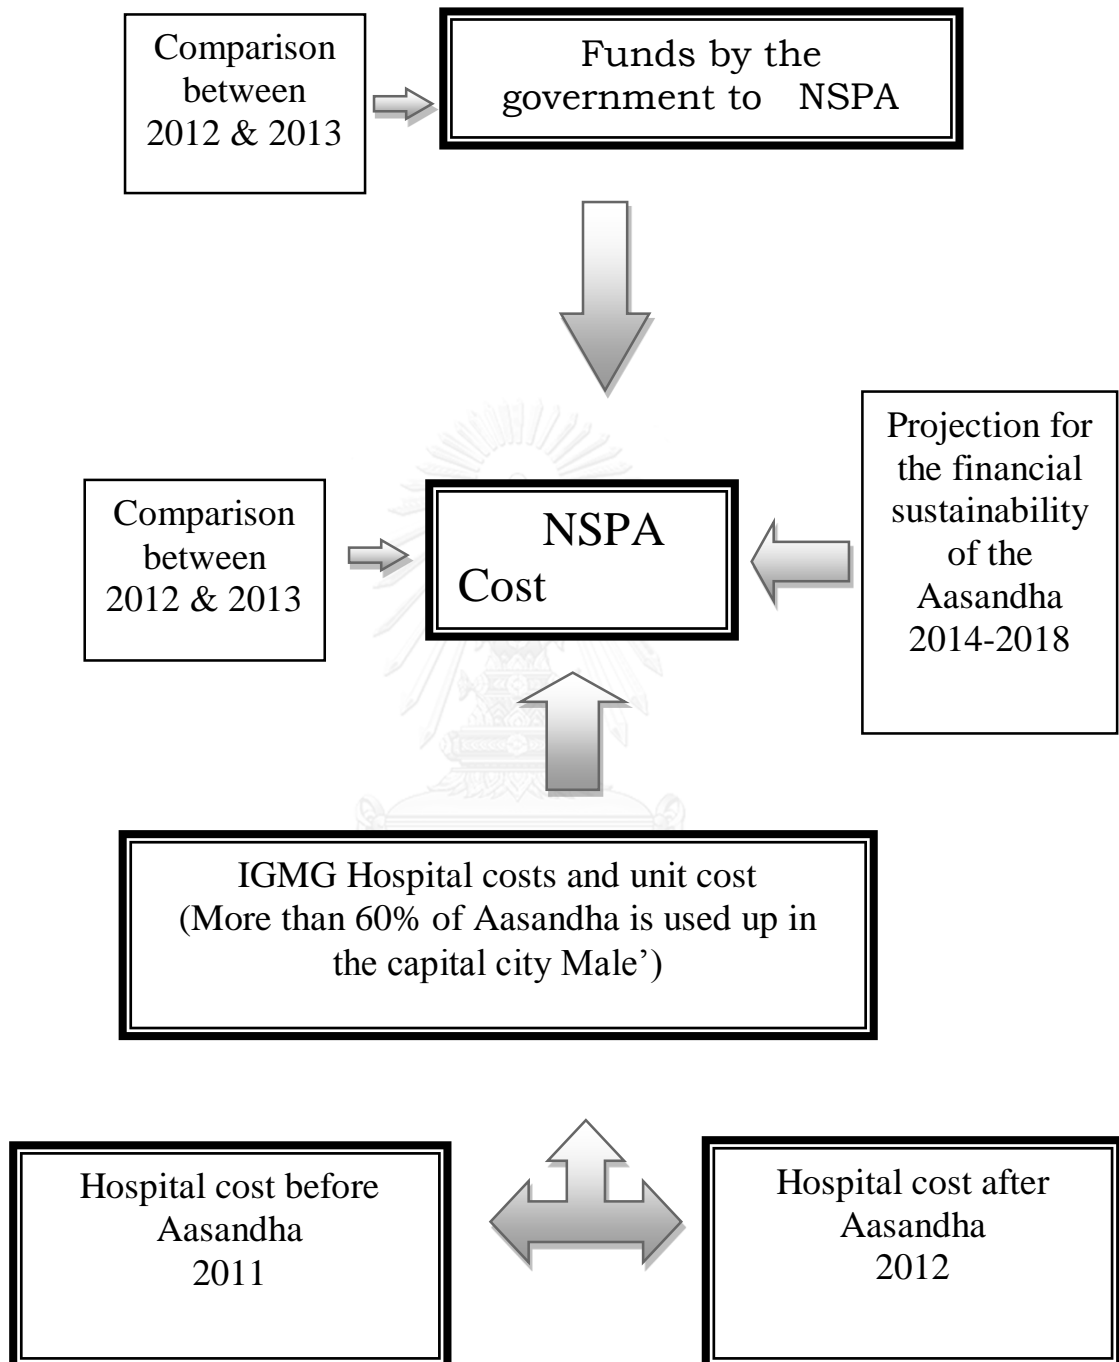 Comparison
between
2012 & 2013
Funds by the
government to NSPA
Projection for
the financial
sustainability
of the
Aasandha
2014-2018
Comparison
between
2012 & 2013
NSPA
Cost
IGMG Hospital costs and unit cost
(More than 60% of Aasandha is used up in
the capital city Male’)
Hospital cost before
Aasandha
2011
Hospital cost after
Aasandha
2012